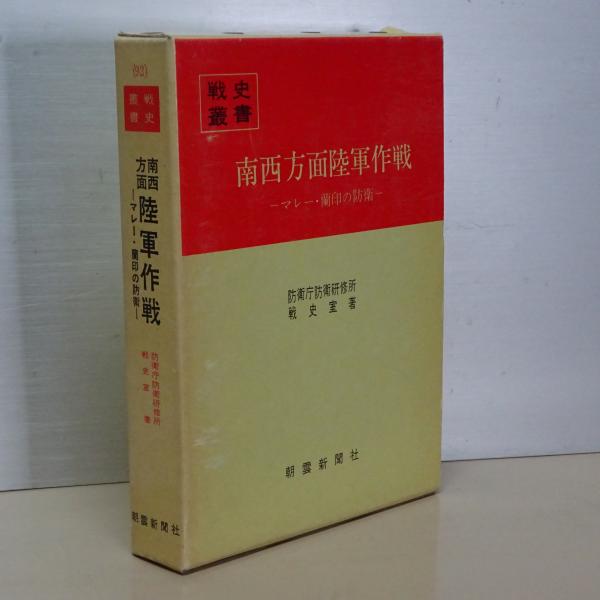 (92)
戦史
叢書
南西
方面
陸軍作戦
―マレー・蘭印の防衛―
防衛庁防衛研修所
戦史室 著
朝雲新聞社
戦史
叢書
南西方面陸軍作戦
―マレー・蘭印の防衛―
防衛庁防衛研修所
戦史室 著
朝雲新聞社